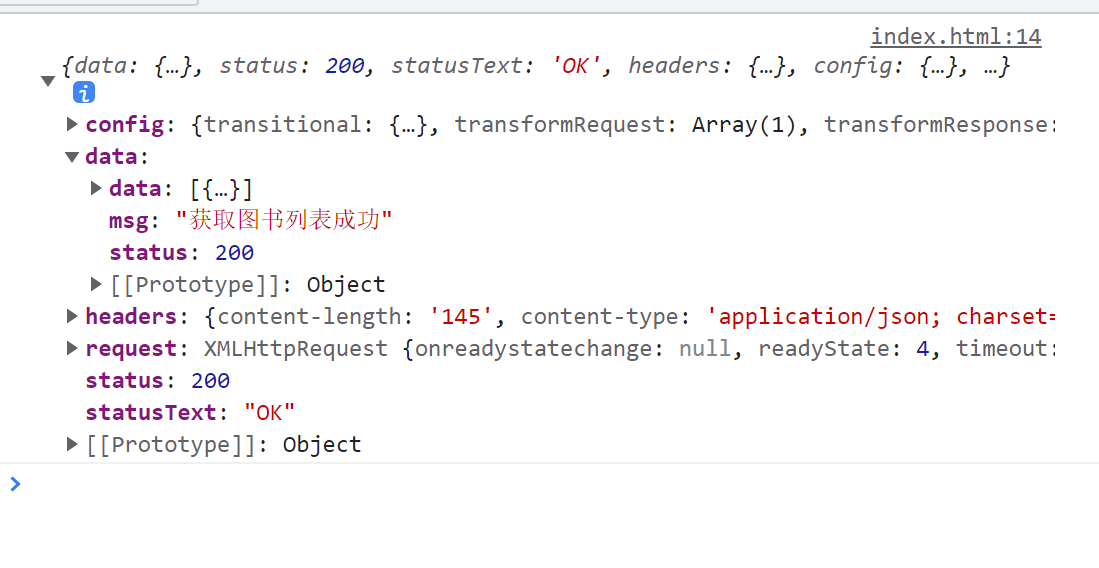 index.html:14
{data: {…}, status: 200, statusText: 'OK', headers: {…}, config: {…}, …}
i
config: {transitional: {…}, transformRequest: Array(1), transformResponse:
data:
data: [{…}]
msg: "获取图书列表成功"
status: 200
[[Prototype]]: Object
headers: {content-length: '145', content-type: 'application/json; charset=
request: XMLHttpRequest {onreadystatechange: null, readyState: 4, timeout:
status: 200
statusText: "OK"
[[Prototype]]: Object